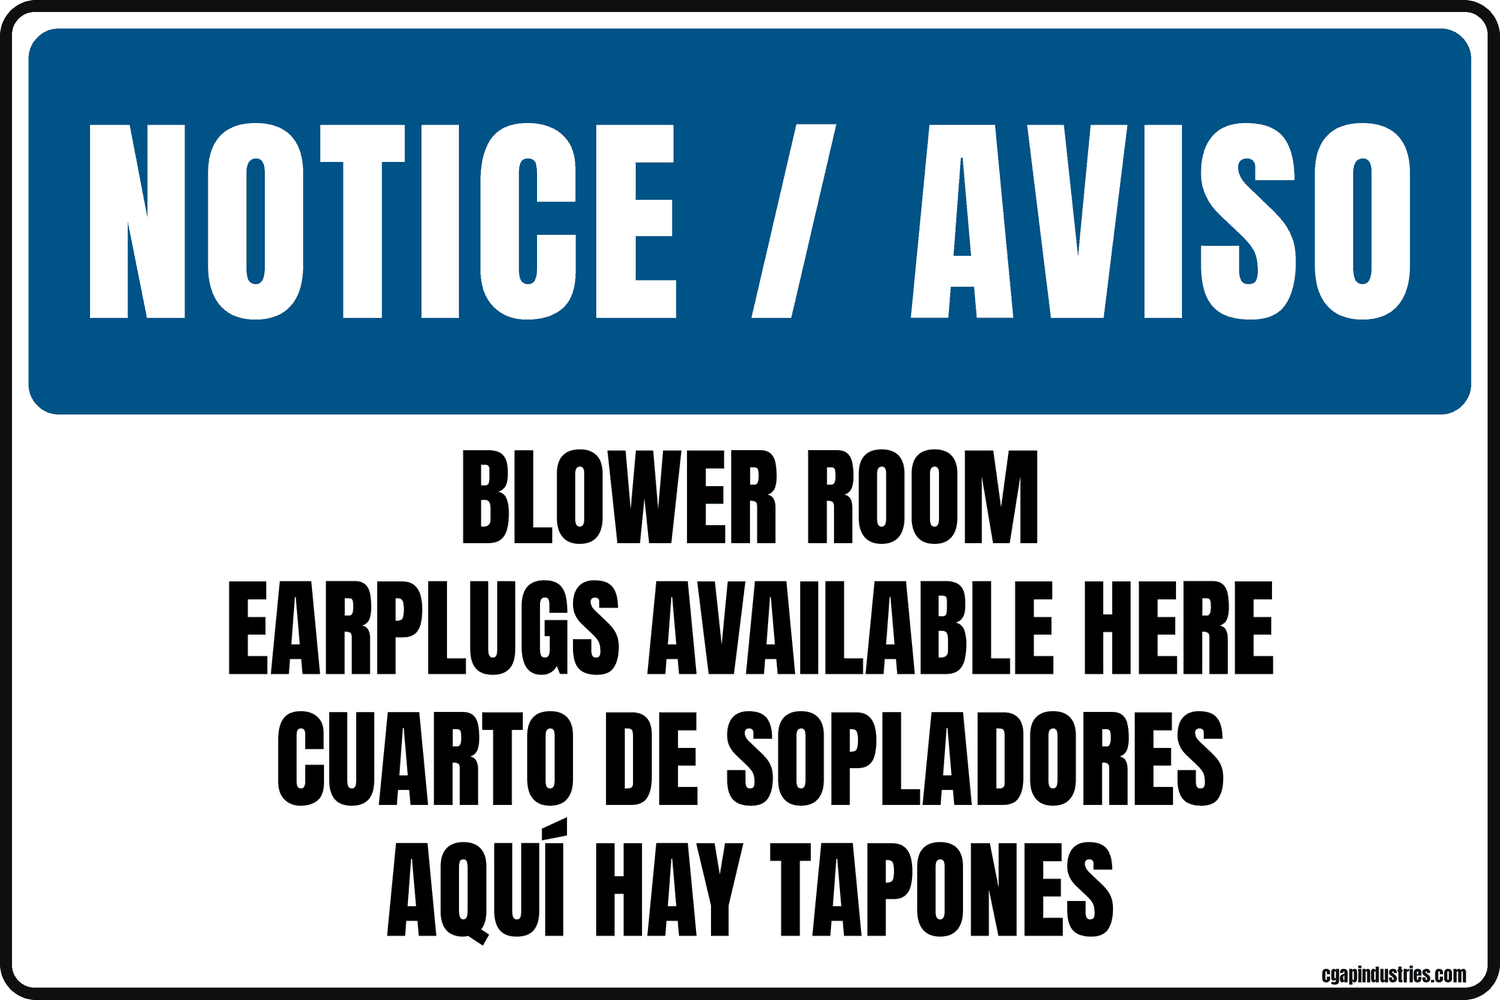 NOTICE / AVISO
BLOWER ROOM
EARPLUGS AVAILABLE HERE
CUARTO DE SOPLADORES
AQUÍ HAY TAPONES
cgapindustries.com